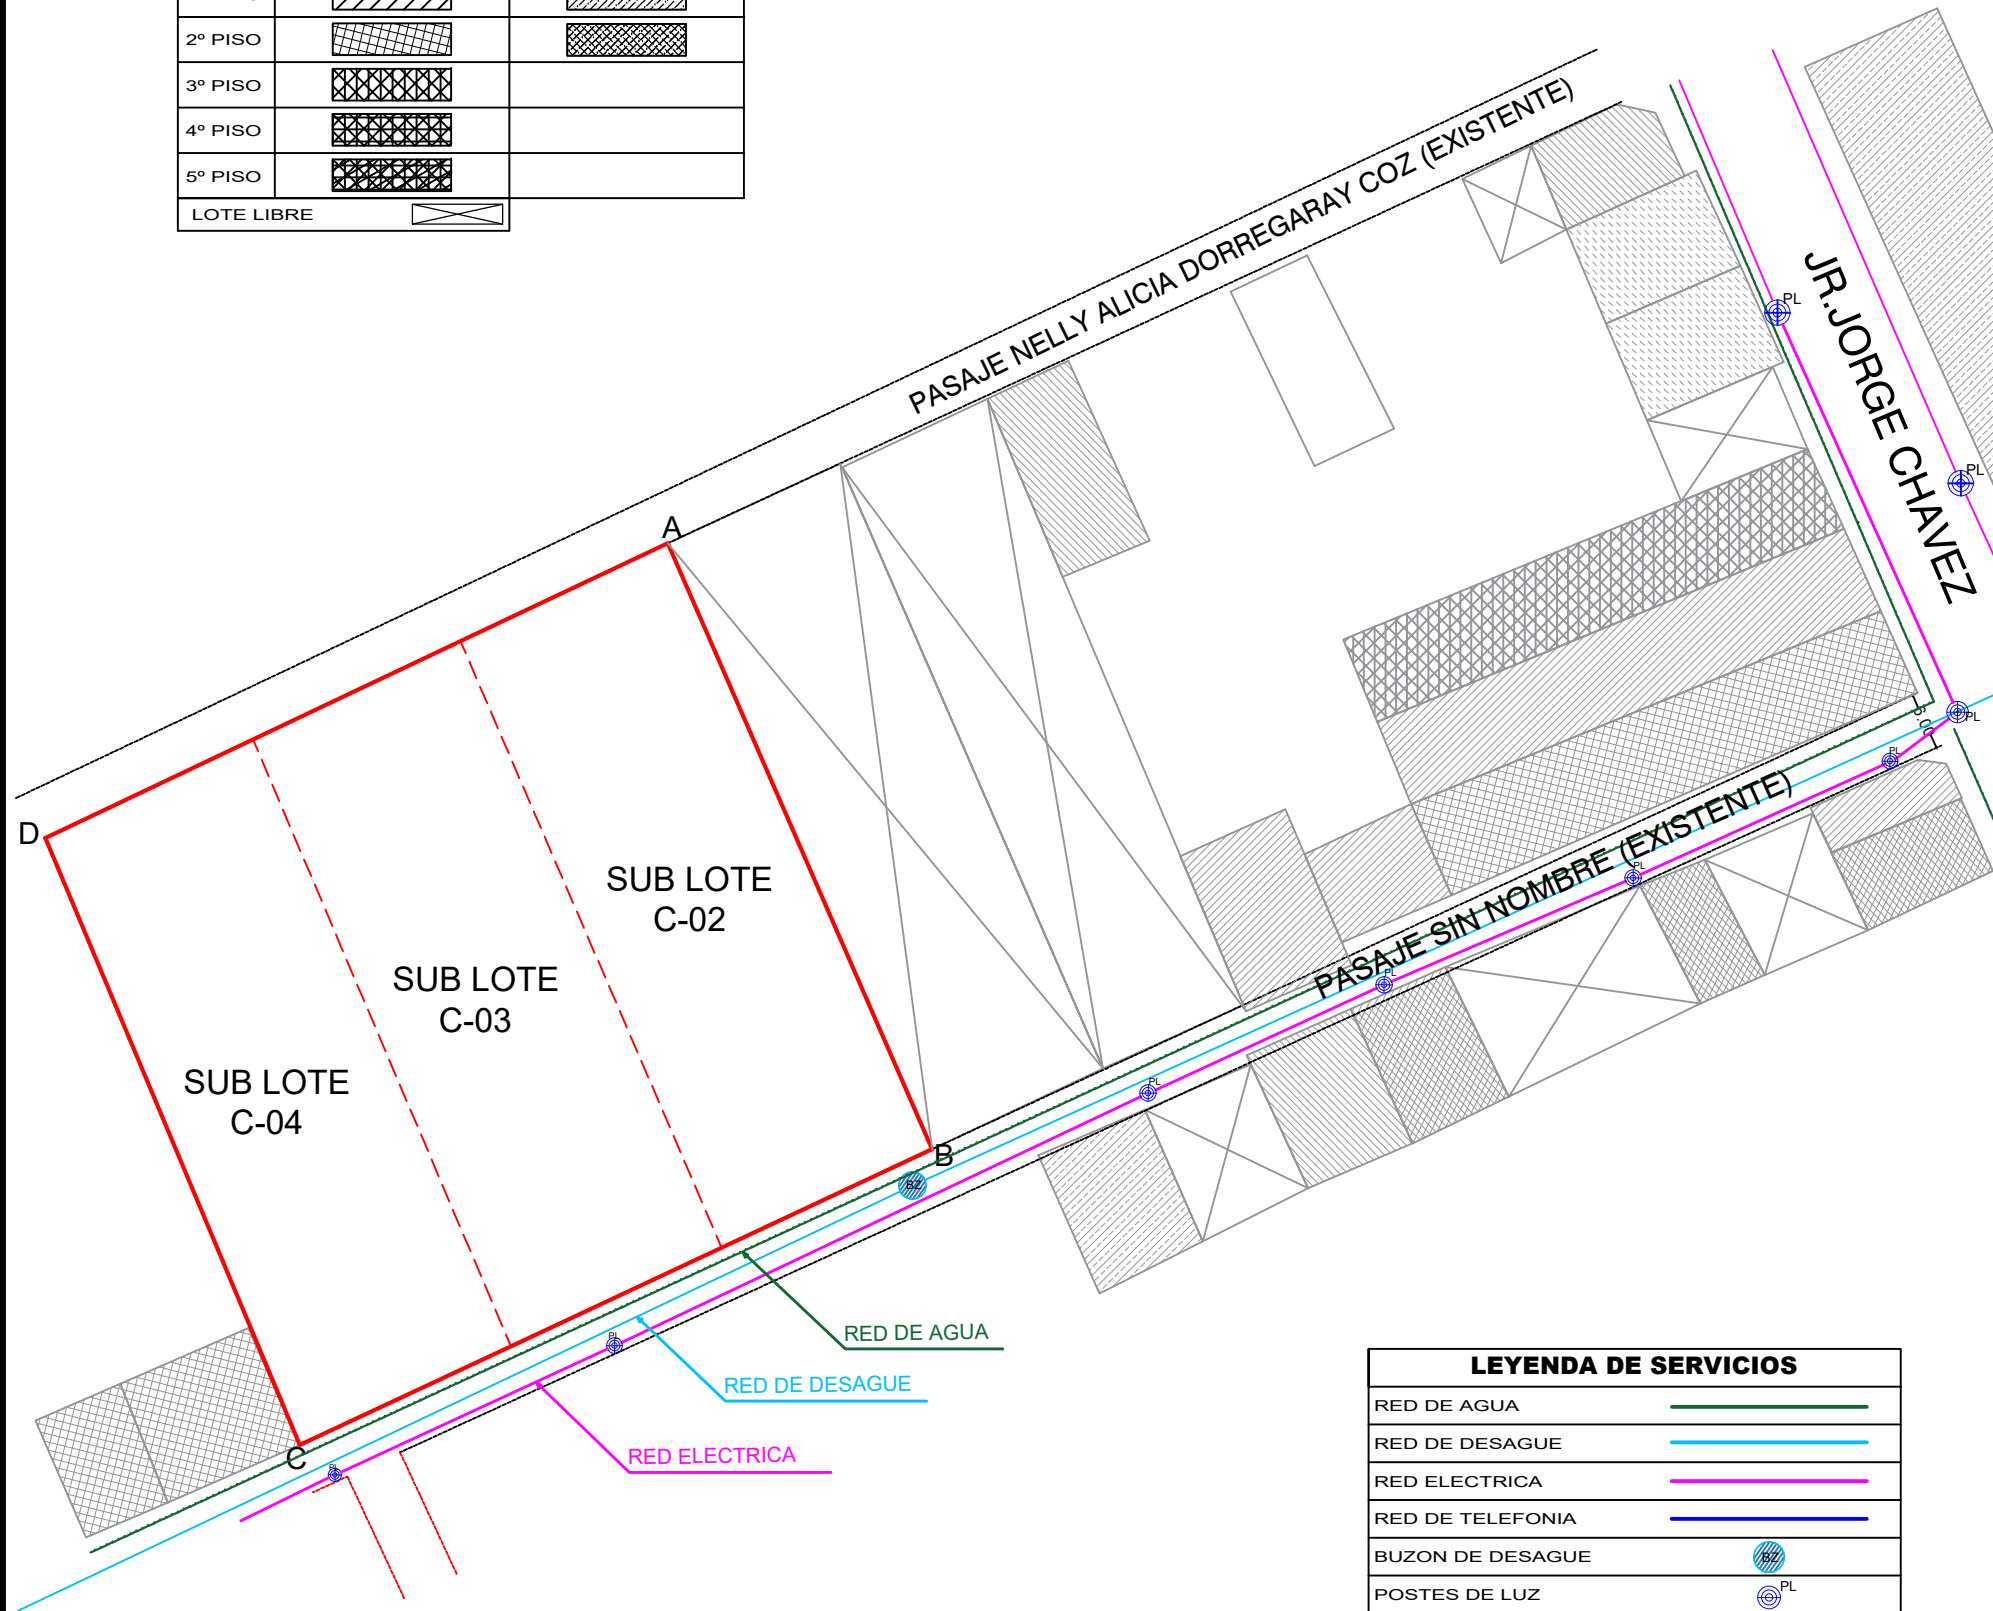 2º PISO
3º PISO
4º PISO
5º PISO
LOTE LIBRE
PASAJE NELLY ALICIA DORREGARAY COZ (EXISTENTE)
JR.JORGE CHAVEZ
PL
PL
PL
PL
6.00
A
D
SUB LOTE
C-02
SUB LOTE
C-03
SUB LOTE
C-04
PASAJE SIN NOMBRE (EXISTENTE)
PL
PL
PL
B
BZ
PL
C
PL
RED DE AGUA
RED DE DESAGUE
RED ELECTRICA
LEYENDA DE SERVICIOS
RED DE AGUA
RED DE DESAGUE
RED ELECTRICA
RED DE TELEFONIA
BUZON DE DESAGUE
BZ
POSTES DE LUZ
PL